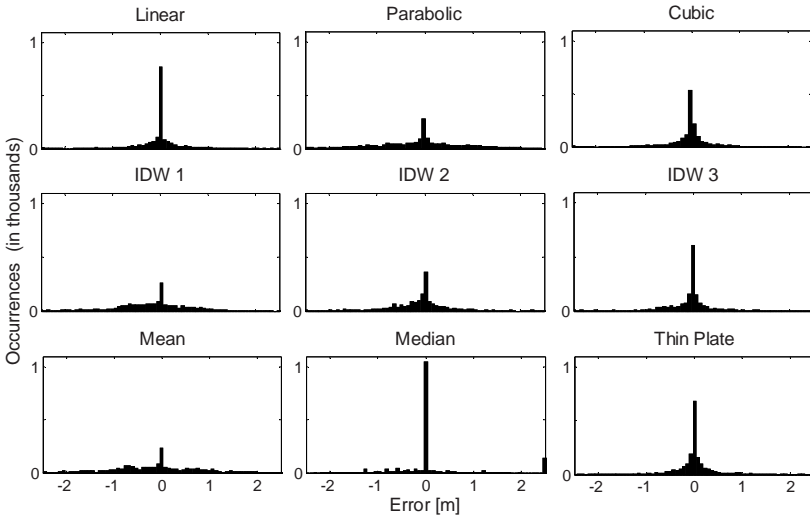 Linear Parabolic Cubic
1 1 1
0 0 0
IDW 1 IDW 2 IDW 3
1 1 1
0 0 0
Mean Median Thin Plate
1 1 1
0 0 0
-2 -1 0 1 2 -2 -1 0 1 2 -2 -1 0 1 2
Error [m]
Occurrences (in thousands)